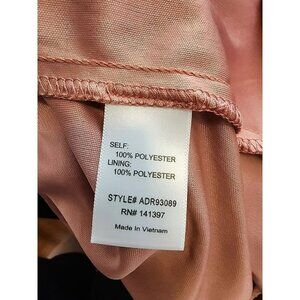 SELF:
100% POLYESTER
LINING:
100% POLYESTER
STYLE# ADR93089
RN# 141397
Made In Vietnam